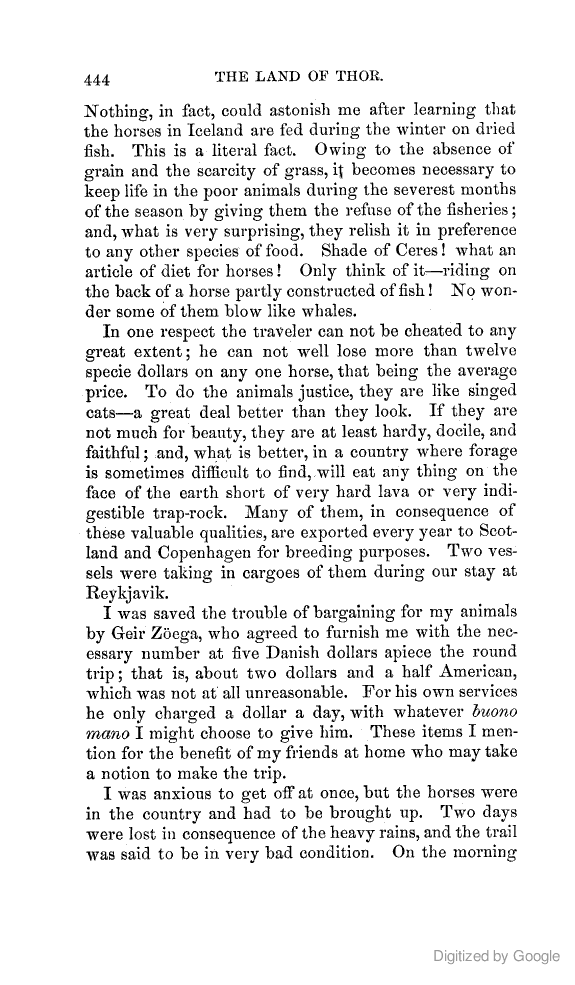 444 THE LAND OF THOR.
Nothing, in fact, could astonish me after learning that
the horses in Iceland are fed during the winter on dried
fish. This is a literal fact. Owing to the absence of
grain and the scarcity of grass, it becomes necessary to
keep life in the poor animals during the severest months
of the season by giving them the refuse of the fisheries;
and, what is very surprising, they relish it in preference
to any other species of food. Shade of Ceres! what an
article of diet for horses! Only think of it—riding on
the back of a horse partly constructed of fish! No won-
der some of them blow like whales.
In one respect the traveler can not be cheated to any
great extent; he can not well lose more than twelve
specie dollars on any one horse, that being the average
price. To do the animals justice, they are like singed
cats—a great deal better than they look. If they are
not much for beauty, they are at least hardy, docile, and
faithful; and, what is better, in a country where forage
is sometimes difficult to find, will eat any thing on the
face of the earth short of very hard lava or very indi-
gestible trap-rock. Many of them, in consequence of
these valuable qualities, are exported every year to Scot-
land and Copenhagen for breeding purposes. Two ves-
sels were taking in cargoes of them during our stay at
Reykjavik.
I was saved the trouble of bargaining for my animals
by Geir Zöega, who agreed to furnish me with the nec-
essary number at five Danish dollars apiece the round
trip; that is, about two dollars and a half American,
which was not at all unreasonable. For his own services
he only charged a dollar a day, with whatever buono
mano I might choose to give him. These items I men-
tion for the benefit of my friends at home who may take
a notion to make the trip.
I was anxious to get off at once, but the horses were
in the country and had to be brought up. Two days
were lost in consequence of the heavy rains, and the trail
was said to be in very bad condition. On the morning
Digitized by Google